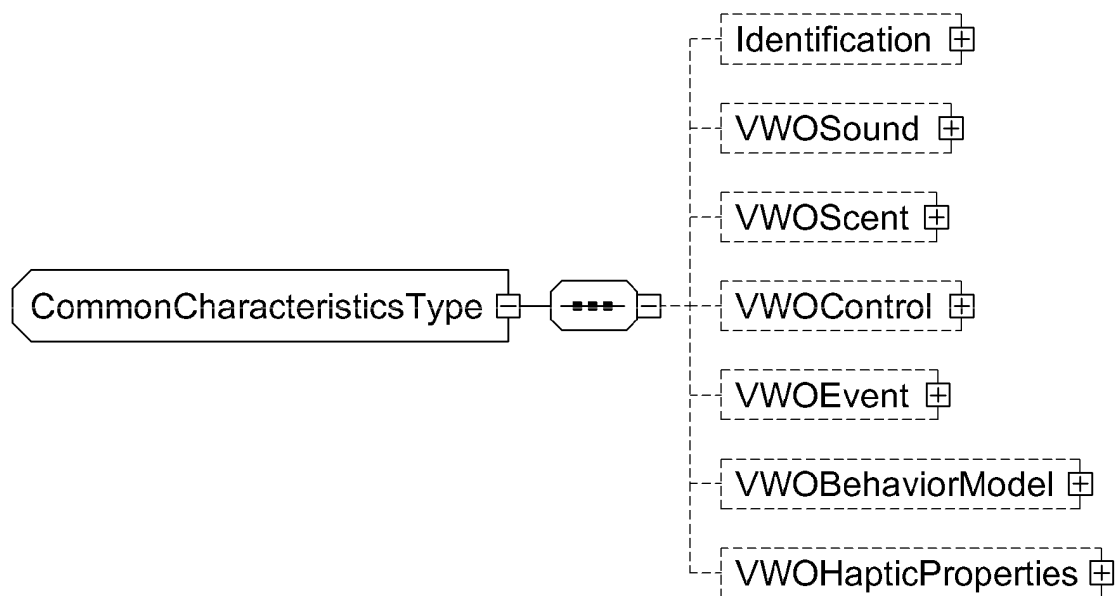 Identification
VWOSound
VWOScent
CommonCharacteristicsType
VWOControl
VWOEvent
VWOBehaviorModel
VWOHapticProperties